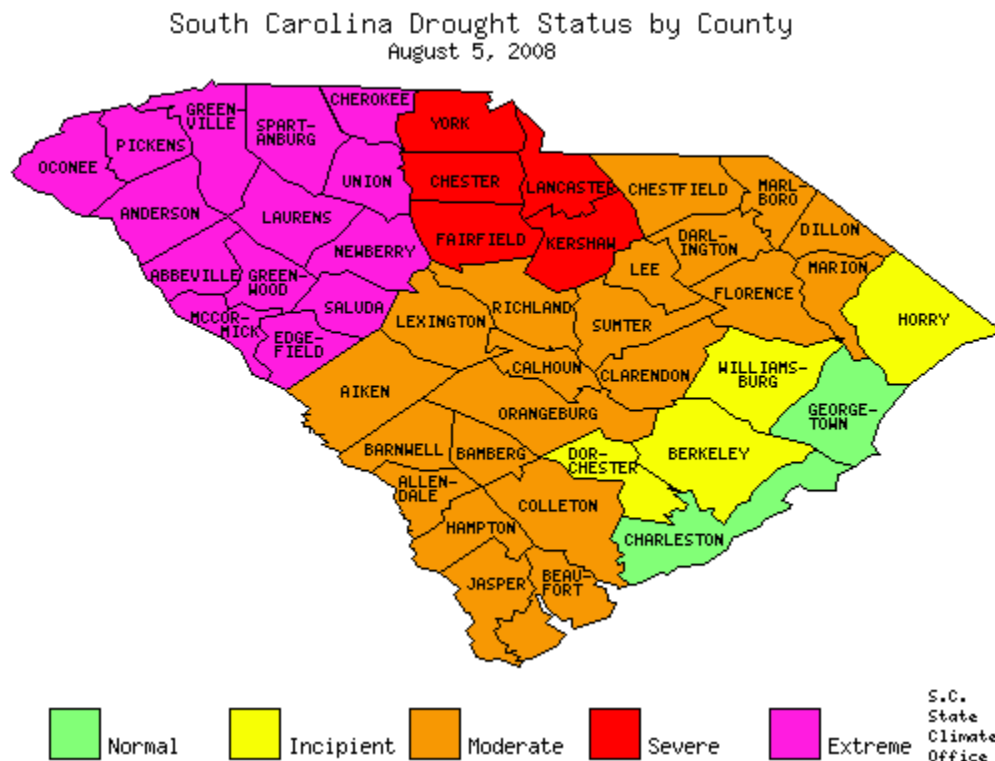 South Carolina Drought Status by County
August 5, 2008
CHEROKEE
GREEN-
VILLE
SPART-
ANBURG
YORK
PICKENS
OCONEE
UNION
CHESTER
LANCASTER
CHESTFIELD
MARL-
BORO
ANDERSON
LAURENS
DILLON
FAIRFIELD
KERSHAW
DARL-
INGTON
NEWBERRY
LEE
MARION
ABBEVILLE
GREEN-
WOOD
FLORENCE
SALUDA
RICHLAND
MCCOR-
MICK
LEXINGTON
SUMTER
HORRY
EDGE-
FIELD
CALHOUN
CLARENDON
WILLIAMS-
BURG
AIKEN
ORANGEBURG
GEORGE-
TOWN
BARNWELL
BAMBERG
DOR-
CHESTER
BERKELEY
ALLEN-
DALE
COLLETON
HAMPTON
CHARLESTON
JASPER
BEAU-
FORT
Normal
Incipient
Moderate
Severe
Extreme
S.C.
State
Climate
Office